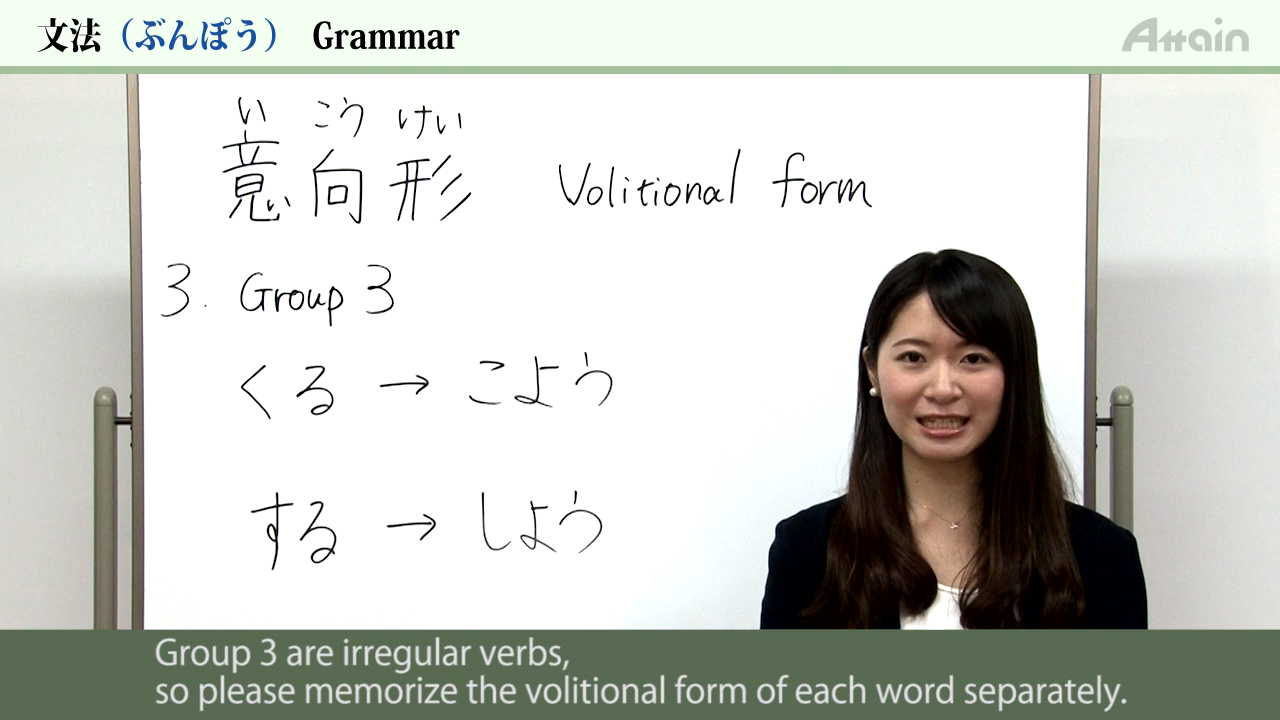 文法（ぶんぽう） Grammar
Attain
い こう けい
意向形 Volitional form
3. Group 3
くる → こよう
する → しよう
Group 3 are irregular verbs,
so please memorize the volitional form of each word separately.